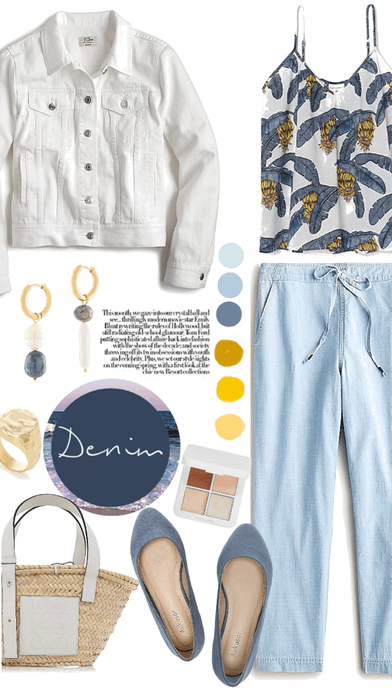 This month, we gaze into our crystal ball and
see... thrillingly modern movie star Emily
Blunt rewriting the rules of Hollywood, but
still radiating old-school glamour, Tom Ford
putting sophisticated allure back into fashion
with the shoes of the decade, and society
throwing off its twin obsession with youth
and celebrity. Plus, we set our style sights
on the coming spring, with a first look at the
chic new Resort collections
Denim